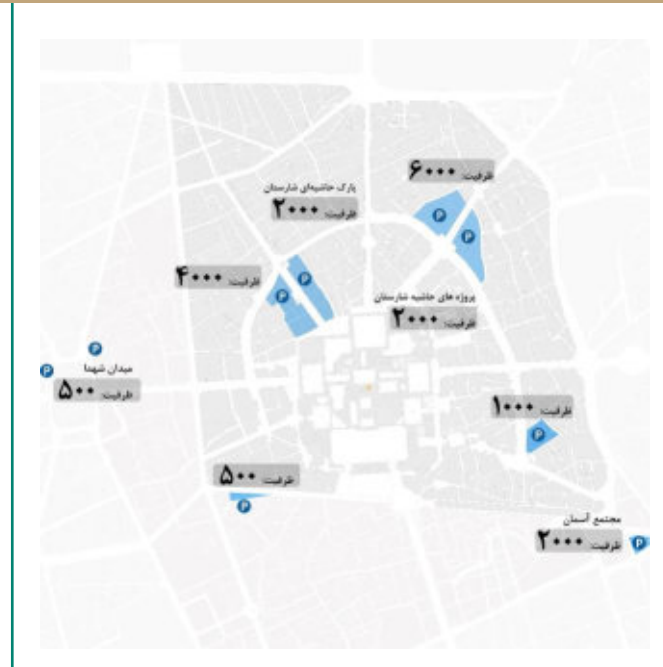 ظرفیت: ۶۰۰۰
پارک حاشیه‌ای شارستان
ظرفیت: ۲۰۰۰
P
P
ظرفیت: ۴۰۰۰
P
P
پروژه های حاشیه شارستان
ظرفیت: ۲۰۰۰
P
P
میدان شهدا
ظرفیت: ۵۰۰
ظرفیت: ۱۰۰۰
P
ظرفیت: ۵۰۰
P
مجتمع آسمان
ظرفیت: ۲۰۰۰
P